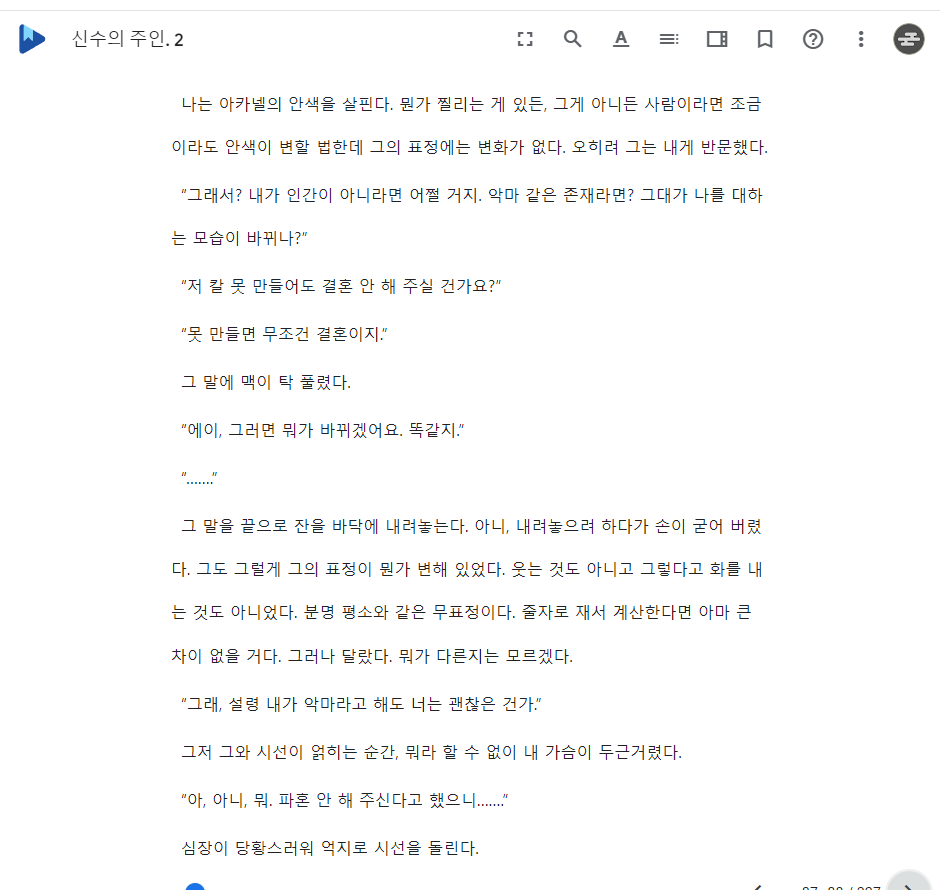 신수의 주인. 2
나는 아카넬의 안색을 살핀다. 뭔가 찔리는 게 있든, 그게 아니든 사람이라면 조금
이라도 안색이 변할 법한데 그의 표정에는 변화가 없다. 오히려 그는 내게 반문했다.
“그래서? 내가 인간이 아니라면 어쩔 거지. 악마 같은 존재라면? 그대가 나를 대하
는 모습이 바뀌나?”
“저 칼 못 만들어도 결혼 안 해 주실 건가요?”
“못 만들면 무조건 결혼이지.”
그 말에 맥이 탁 풀렸다.
“에이, 그러면 뭐가 바뀌겠어요. 똑같지.”
“…….”
그 말을 끝으로 잔을 바닥에 내려놓는다. 아니, 내려놓으려 하다가 손이 굳어 버렸
다. 그도 그럴게 그의 표정이 뭔가 변해 있었다. 웃는 것도 아니고 그렇다고 화를 내
는 것도 아니었다. 분명 평소와 같은 무표정이다. 줄자로 재서 계산한다면 아마 큰
차이 없을 거다. 그러나 달랐다. 뭐가 다른지는 모르겠다.
“그래, 설령 내가 악마라고 해도 너는 괜찮은 건가.”
그저 그와 시선이 얽히는 순간, 뭐라 할 수 없이 내 가슴이 두근거렸다.
“아, 아니, 뭐. 파혼 안 해 주신다고 했으니…….”
심장이 당황스러워 억지로 시선을 돌린다.